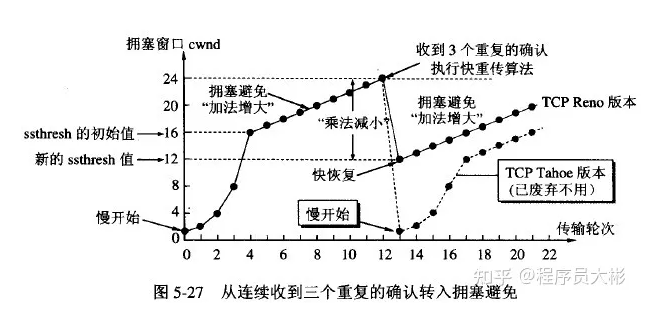 拥塞窗口 cwnd
收到 3 个重复的确认
执行快重传算法
24
拥塞避免
“加法增大”
20
“乘法减小”
拥塞避免
“加法增大”
TCP Reno 版本
ssthresh 的初始值
16
新的 ssthresh 值
12
快恢复
8
TCP Tahoe 版本
(已废弃不用)
慢开始
4
慢开始
传输轮次
0
0 2 4 6 8 10 12 14 16 18 20 22
知乎 @程序员大彬
图 5-27 从连续收到三个重复的确认转入拥塞避免